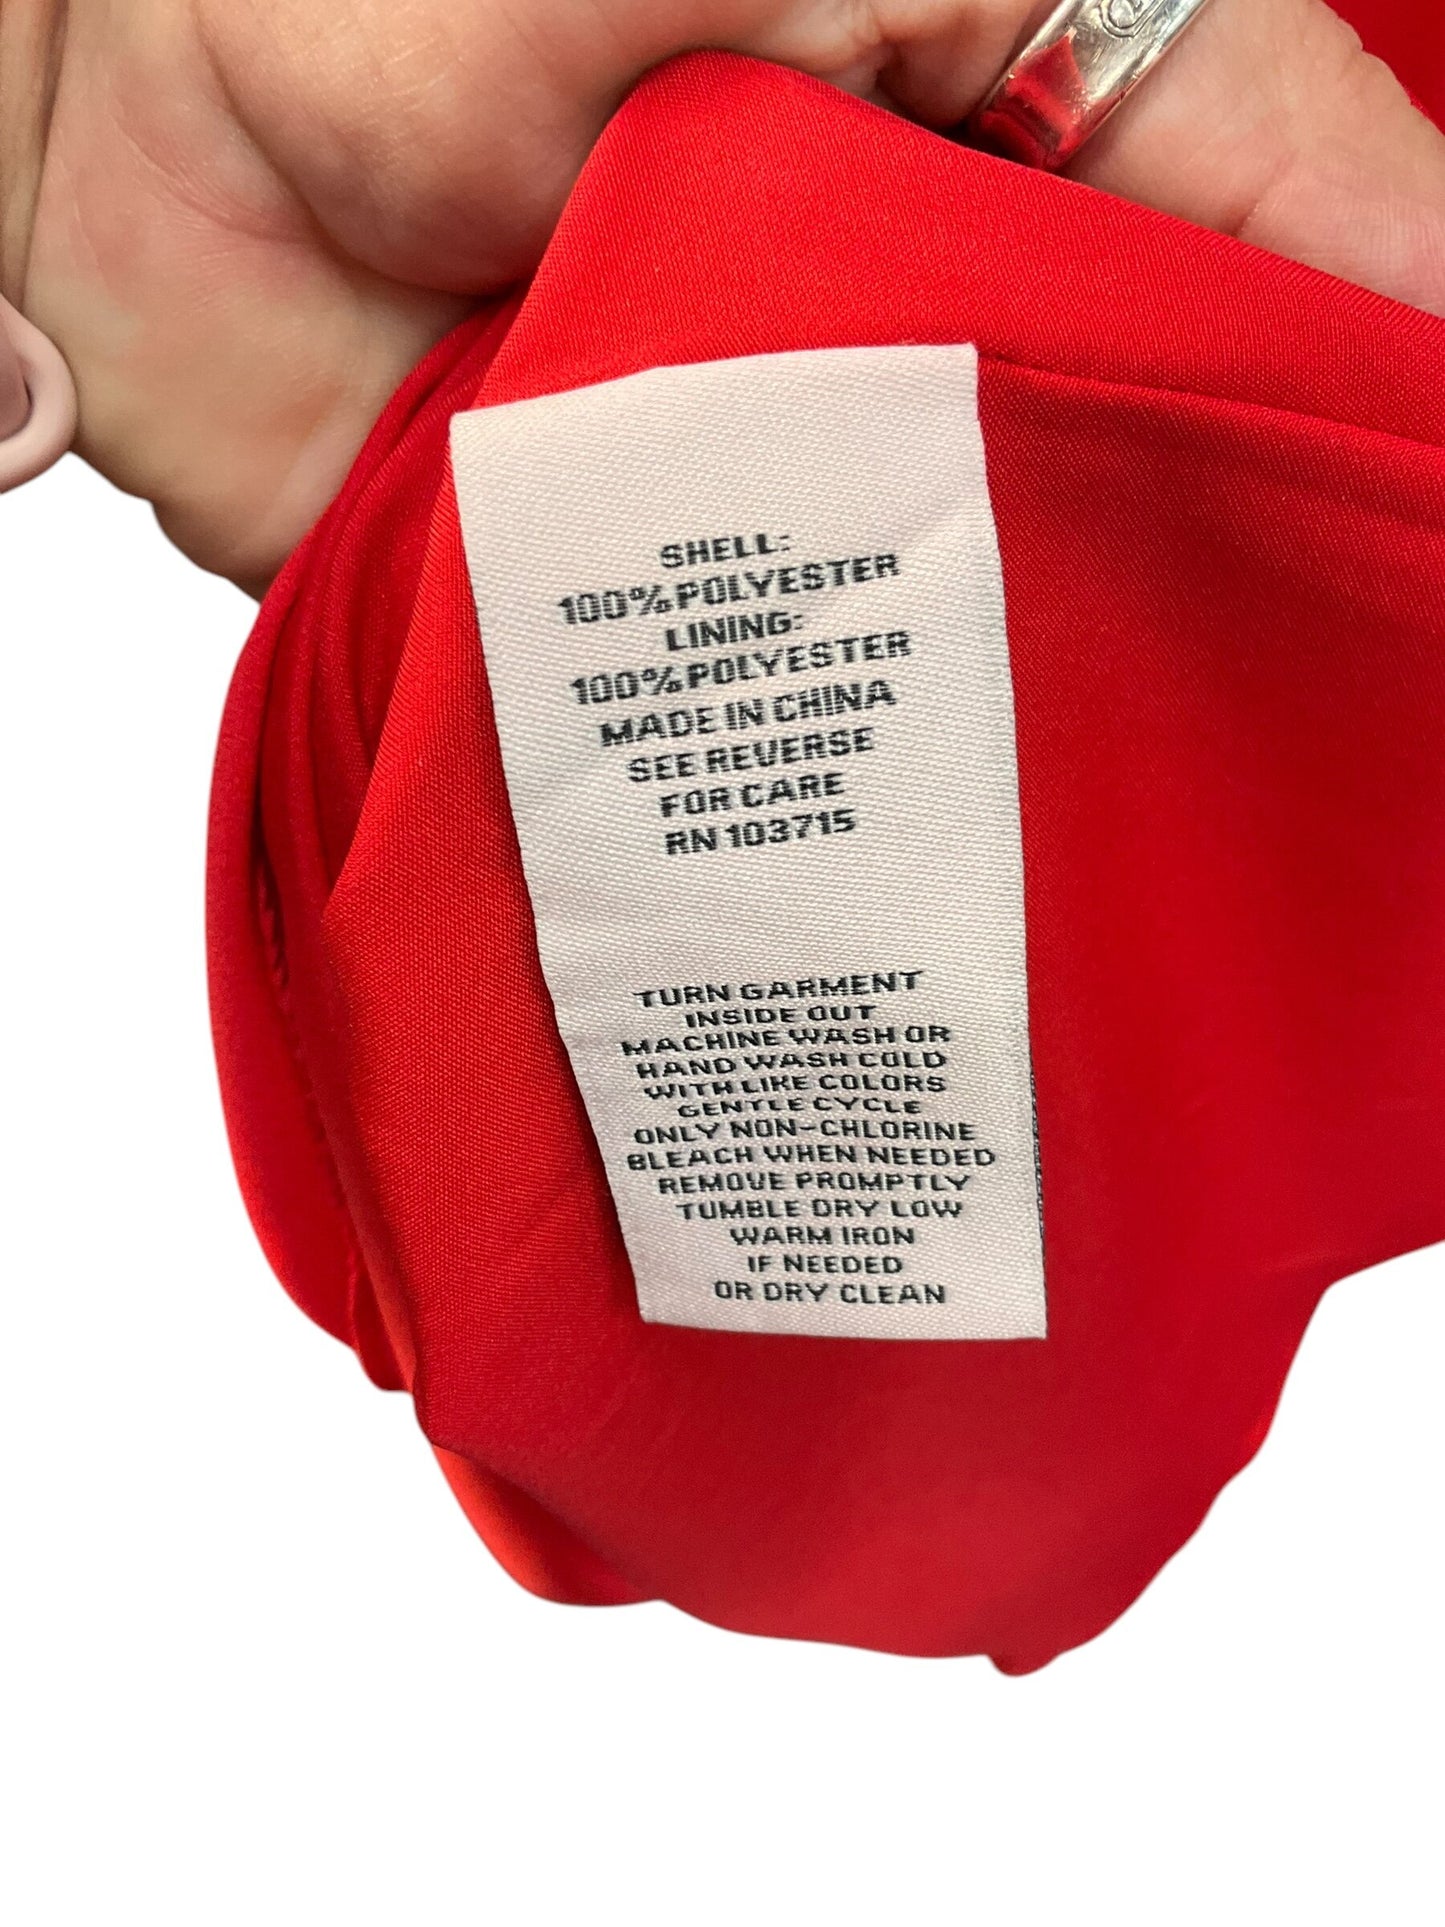 SHELL:
100% POLYESTER
LINING:
100% POLYESTER
MADE IN CHINA
SEE REVERSE
FOR CARE
RN 103715
TURN GARMENT
INSIDE OUT
MACHINE WASH OR
HAND WASH COLD
WITH LIKE COLORS
GENTLE CYCLE
ONLY NON-CHLORINE
BLEACH WHEN NEEDED
REMOVE PROMPTLY
TUMBLE DRY LOW
WARM IRON
IF NEEDED
OR DRY CLEAN